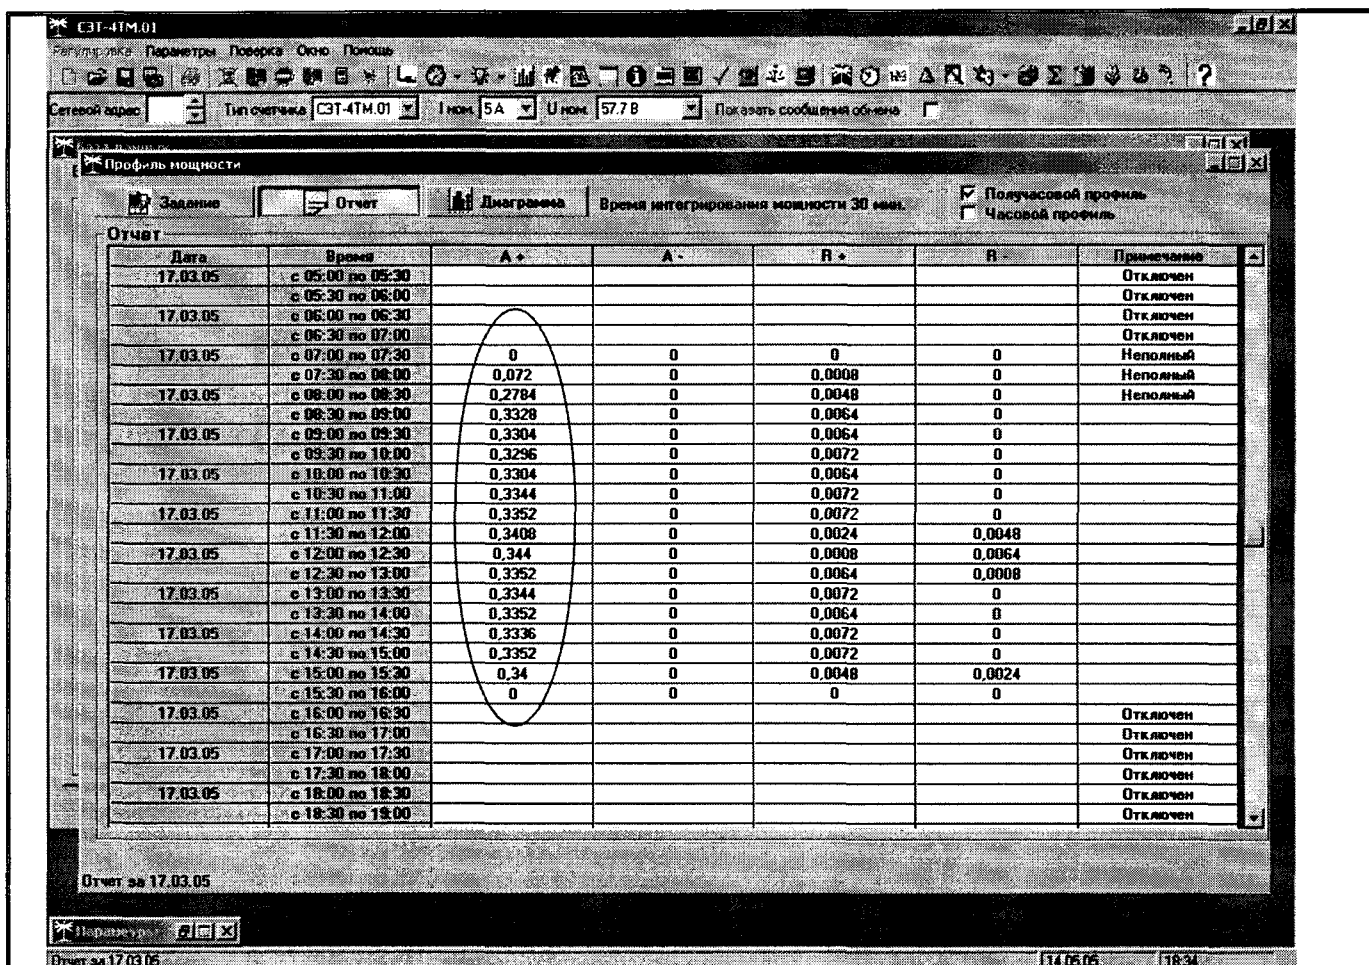 СЭТ-4ТМ.01
Регулировка Параметры Поверка Окно Помощь
Сетевой адрес Тип счетчика СЭТ-4ТМ.01 I ном. 5 А U ном. 57.7 В Показать сообщения обмена
Профиль мощности
Задание Отчет Диаграмма Время интегрирования мощности 30 мин. Получасовой профиль
Часовой профиль
Отчет
Дата Время A + A - R + R - Примечание
17.03.05 с 05:00 по 05:30 Отключен
с 05:30 по 06:00 Отключен
17.03.05 с 06:00 по 06:30 Отключен
с 06:30 по 07:00 Отключен
17.03.05 с 07:00 по 07:30 0 0 0 0 Неполный
с 07:30 по 08:00 0,072 0 0,0008 0 Неполный
17.03.05 с 08:00 по 08:30 0,2784 0 0,0048 0 Неполный
с 08:30 по 09:00 0,3328 0 0,0064 0
17.03.05 с 09:00 по 09:30 0,3304 0 0,0064 0
с 09:30 по 10:00 0,3296 0 0,0072 0
17.03.05 с 10:00 по 10:30 0,3304 0 0,0064 0
с 10:30 по 11:00 0,3344 0 0,0072 0
17.03.05 с 11:00 по 11:30 0,3352 0 0,0072 0
с 11:30 по 12:00 0,3408 0 0,0024 0,0048
17.03.05 с 12:00 по 12:30 0,344 0 0,0008 0,0064
с 12:30 по 13:00 0,3352 0 0,0064 0,0008
17.03.05 с 13:00 по 13:30 0,3344 0 0,0072 0
с 13:30 по 14:00 0,3352 0 0,0064 0
17.03.05 с 14:00 по 14:30 0,3336 0 0,0072 0
с 14:30 по 15:00 0,3352 0 0,0072 0
17.03.05 с 15:00 по 15:30 0,34 0 0,0048 0,0024
с 15:30 по 16:00 0 0 0 0
17.03.05 с 16:00 по 16:30 Отключен
с 16:30 по 17:00 Отключен
17.03.05 с 17:00 по 17:30 Отключен
с 17:30 по 18:00 Отключен
17.03.05 с 18:00 по 18:30 Отключен
с 18:30 по 19:00 Отключен
Отчет за 17.03.05
Параметры
Отчет за 17.03.05 14.06.05 18:34